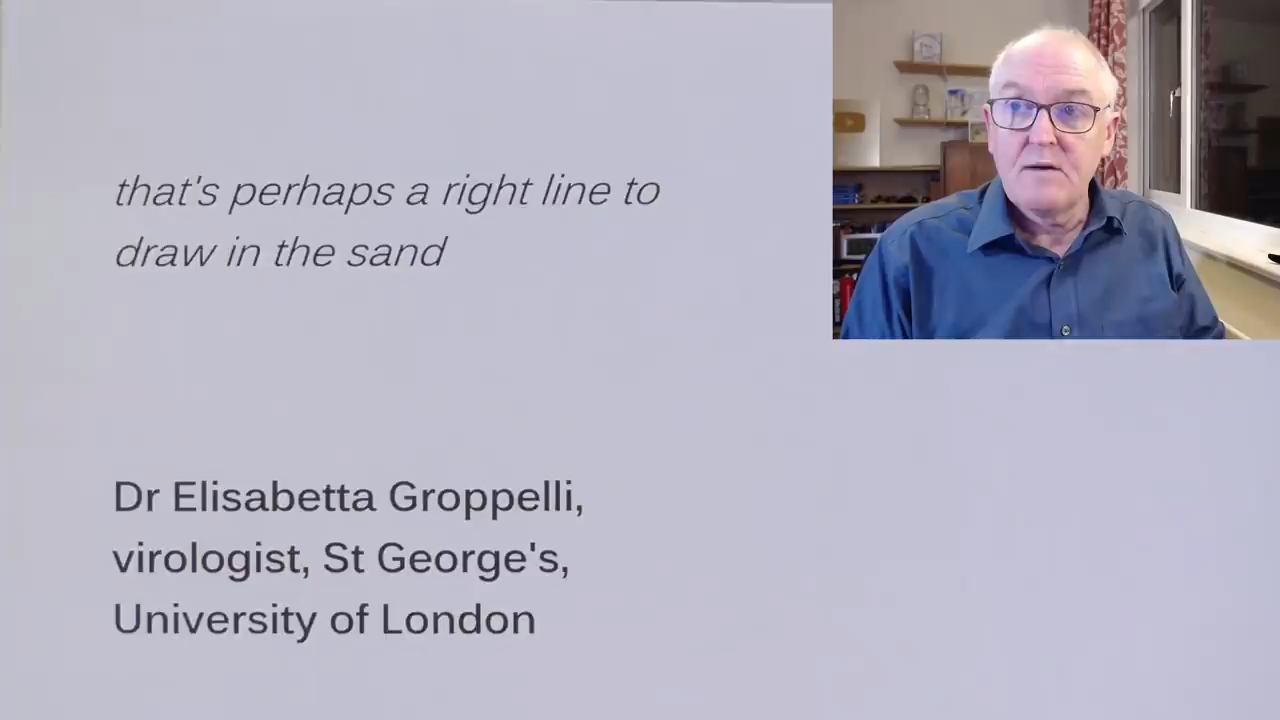 that's perhaps a right line to
draw in the sand
Dr Elisabetta Groppelli,
virologist, St George's,
University of London